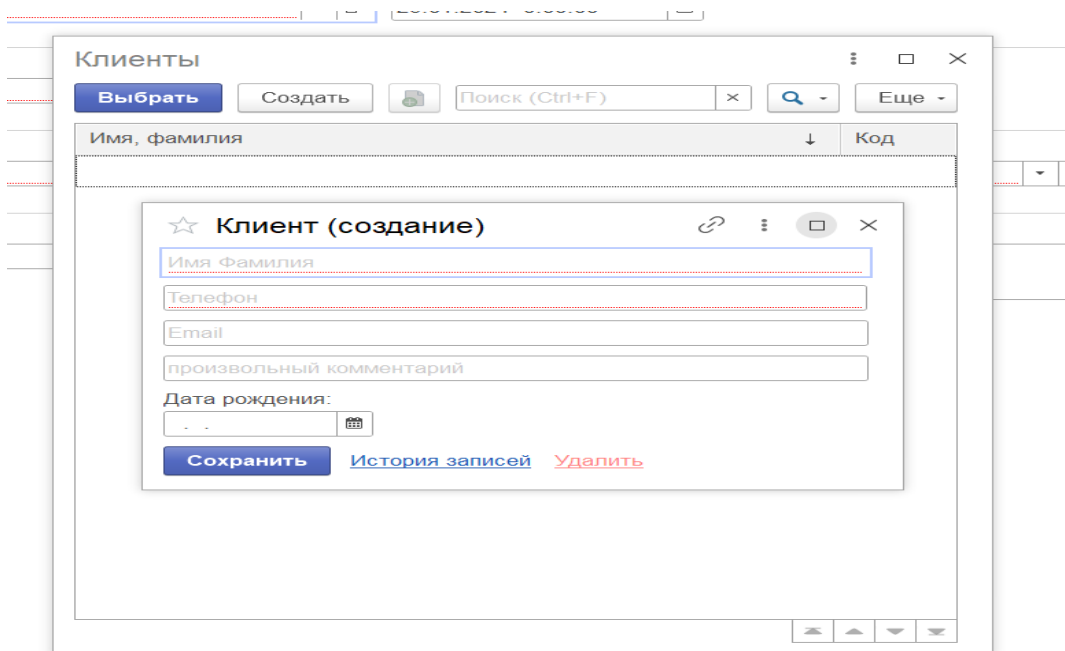 Клиенты
Выбрать Создать Поиск (Ctrl+F) Еще
Имя, фамилия Код
Клиент (создание)
Имя Фамилия
Телефон
Email
произвольный комментарий
Дата рождения:
. .
Сохранить История записей Удалить